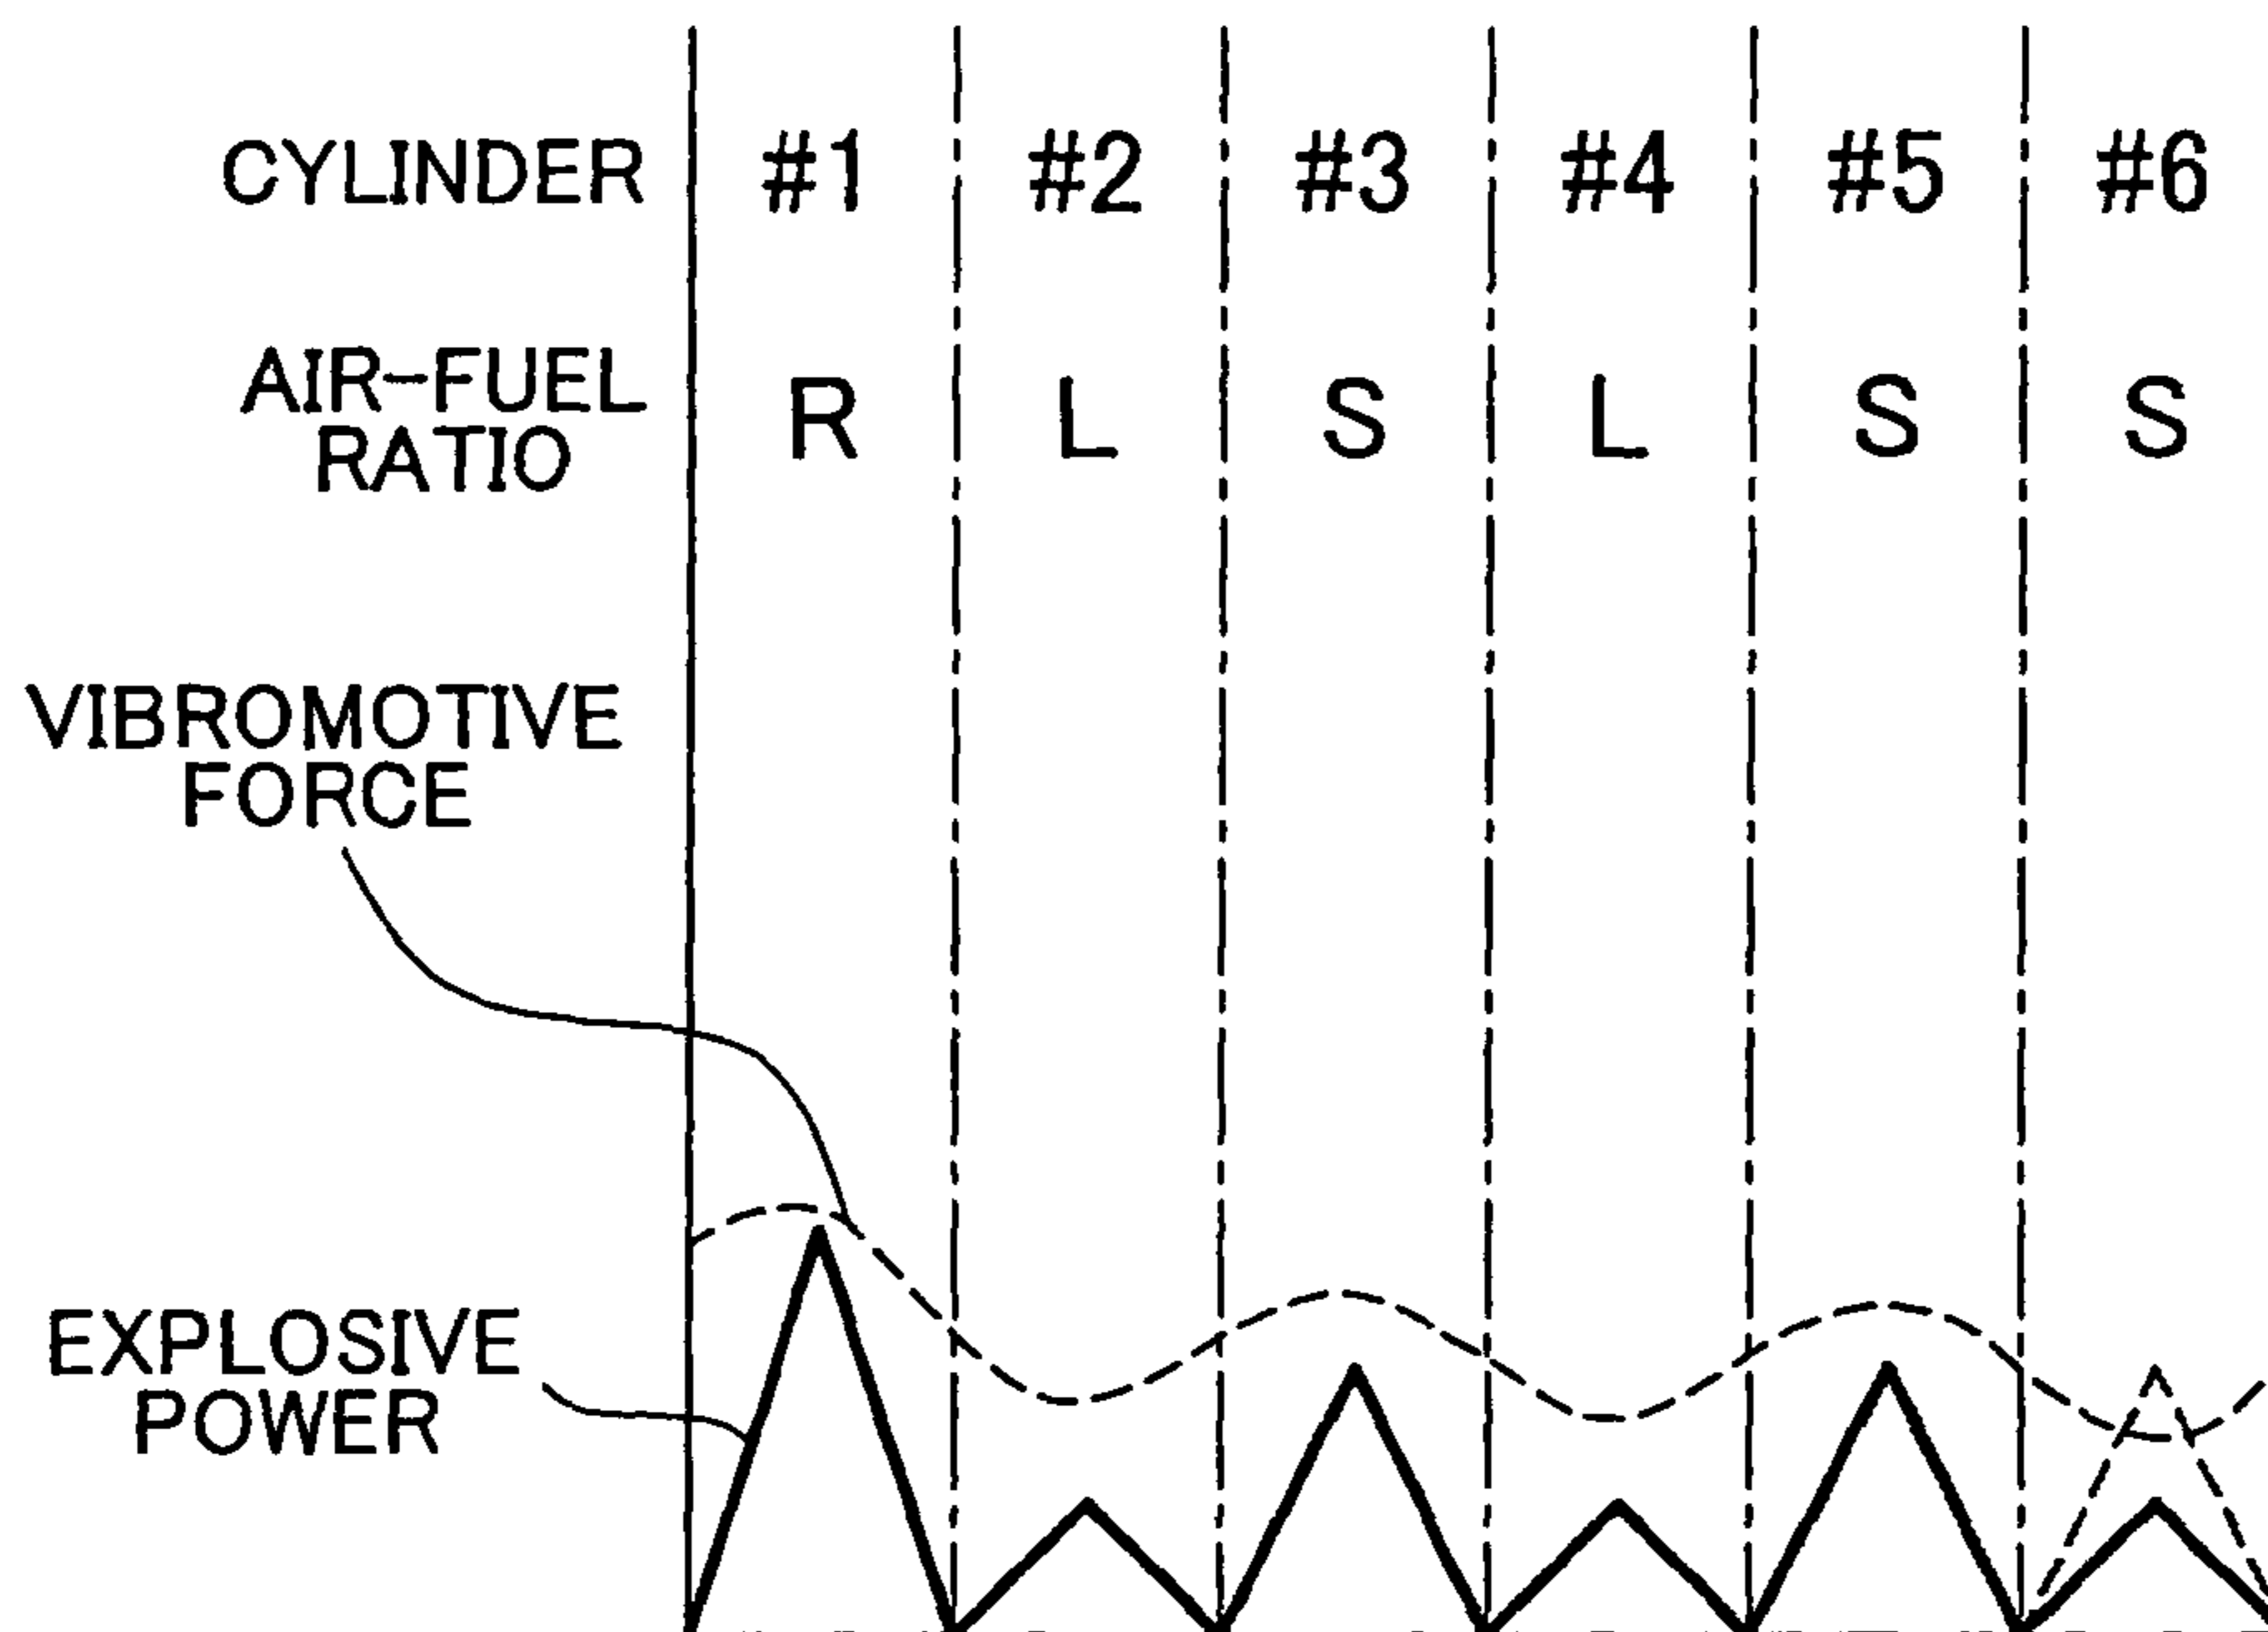 CYLINDER #1 #2 #3 #4 #5 #6
AIR-FUEL
RATIO
R L S L S S
VIBROMOTIVE
FORCE
EXPLOSIVE
POWER